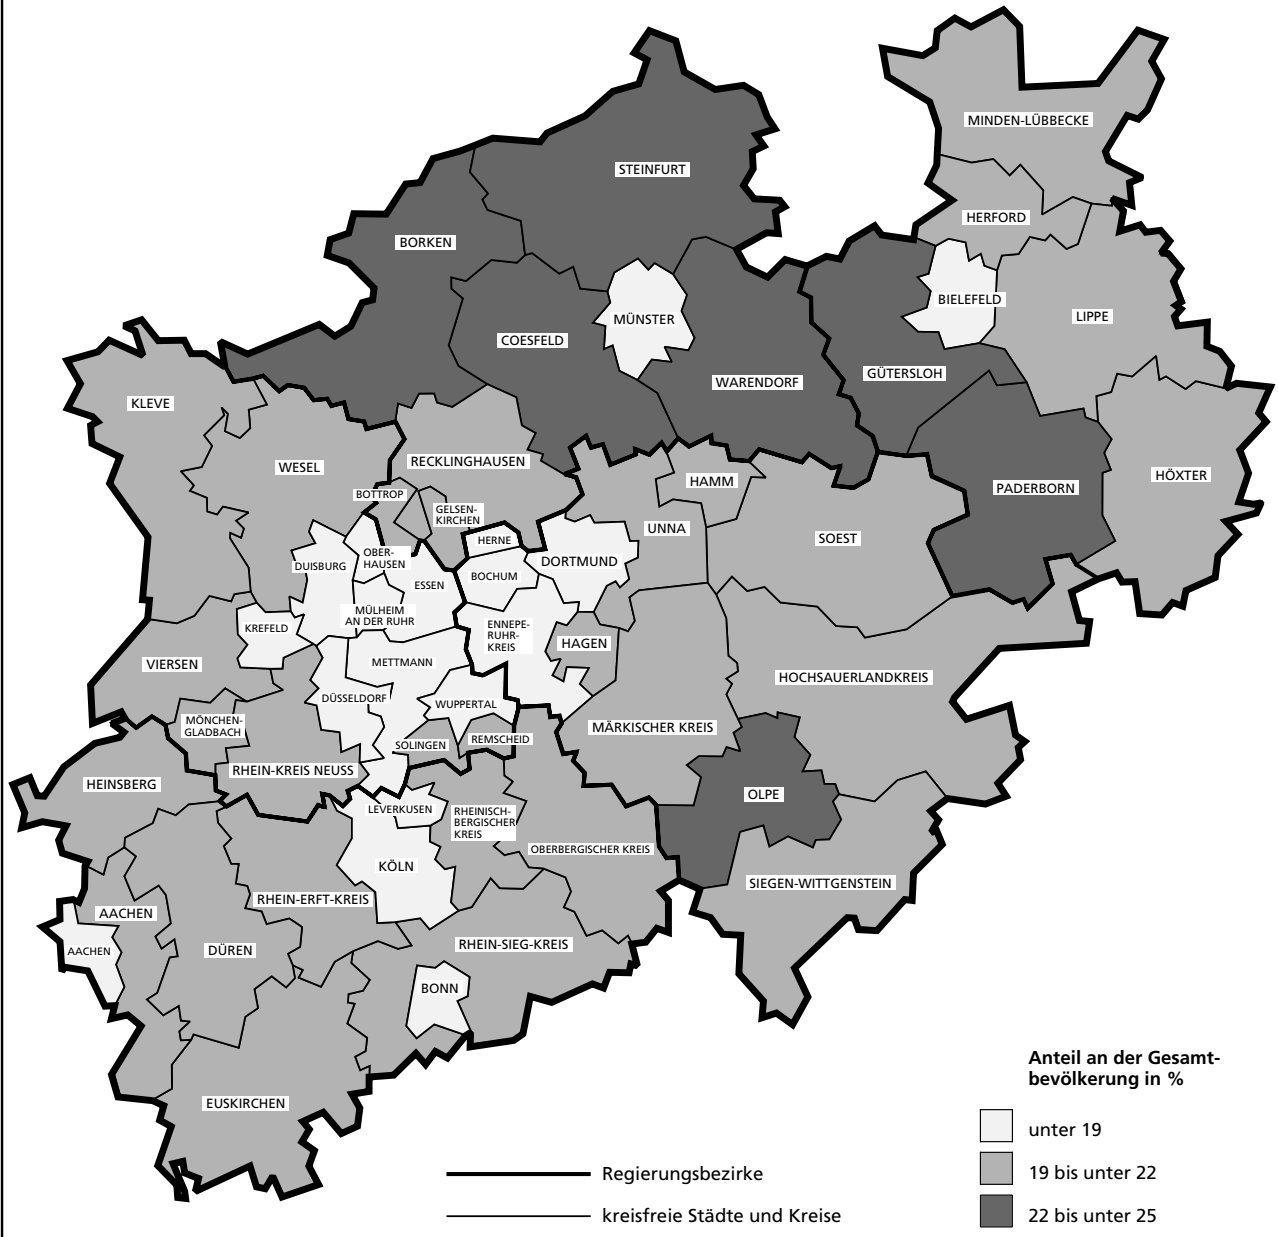 MINDEN-LÜBBECKE
STEINFURT
HERFORD
BORKEN
BIELEFELD
LIPPE
MÜNSTER
COESFELD
GÜTERSLOH
WARENDORF
KLEVE
RECKLINGHAUSEN
WESEL
HÖXTER
HAMM
PADERBORN
BOTTROP
GELSEN-
KIRCHEN
UNNA
SOEST
HERNE
OBER-
HAUSEN
DORTMUND
DUISBURG
BOCHUM
ESSEN
MÜLHEIM
AN DER RUHR
KREFELD
ENNEPE-
RUHR-
KREIS
HAGEN
VIERSEN
METTMANN
HOCHSAUERLANDKREIS
DÜSSELDORF
WUPPERTAL
MÖNCHEN-
GLADBACH
MÄRKISCHER KREIS
SOLINGEN
REMSCHEID
RHEIN-KREIS NEUSS
HEINSBERG
OLPE
LEVERKUSEN
RHEINISCH-
BERGISCHER
KREIS
OBERBERGISCHER KREIS
KÖLN
SIEGEN-WITTGENSTEIN
RHEIN-ERFT-KREIS
AACHEN
RHEIN-SIEG-KREIS
AACHEN
DÜREN
BONN
EUSKIRCHEN
Anteil an der Gesamt-
bevölkerung in %
unter 19
19 bis unter 22
22 bis unter 25
Regierungsbezirke
kreisfreie Städte und Kreise